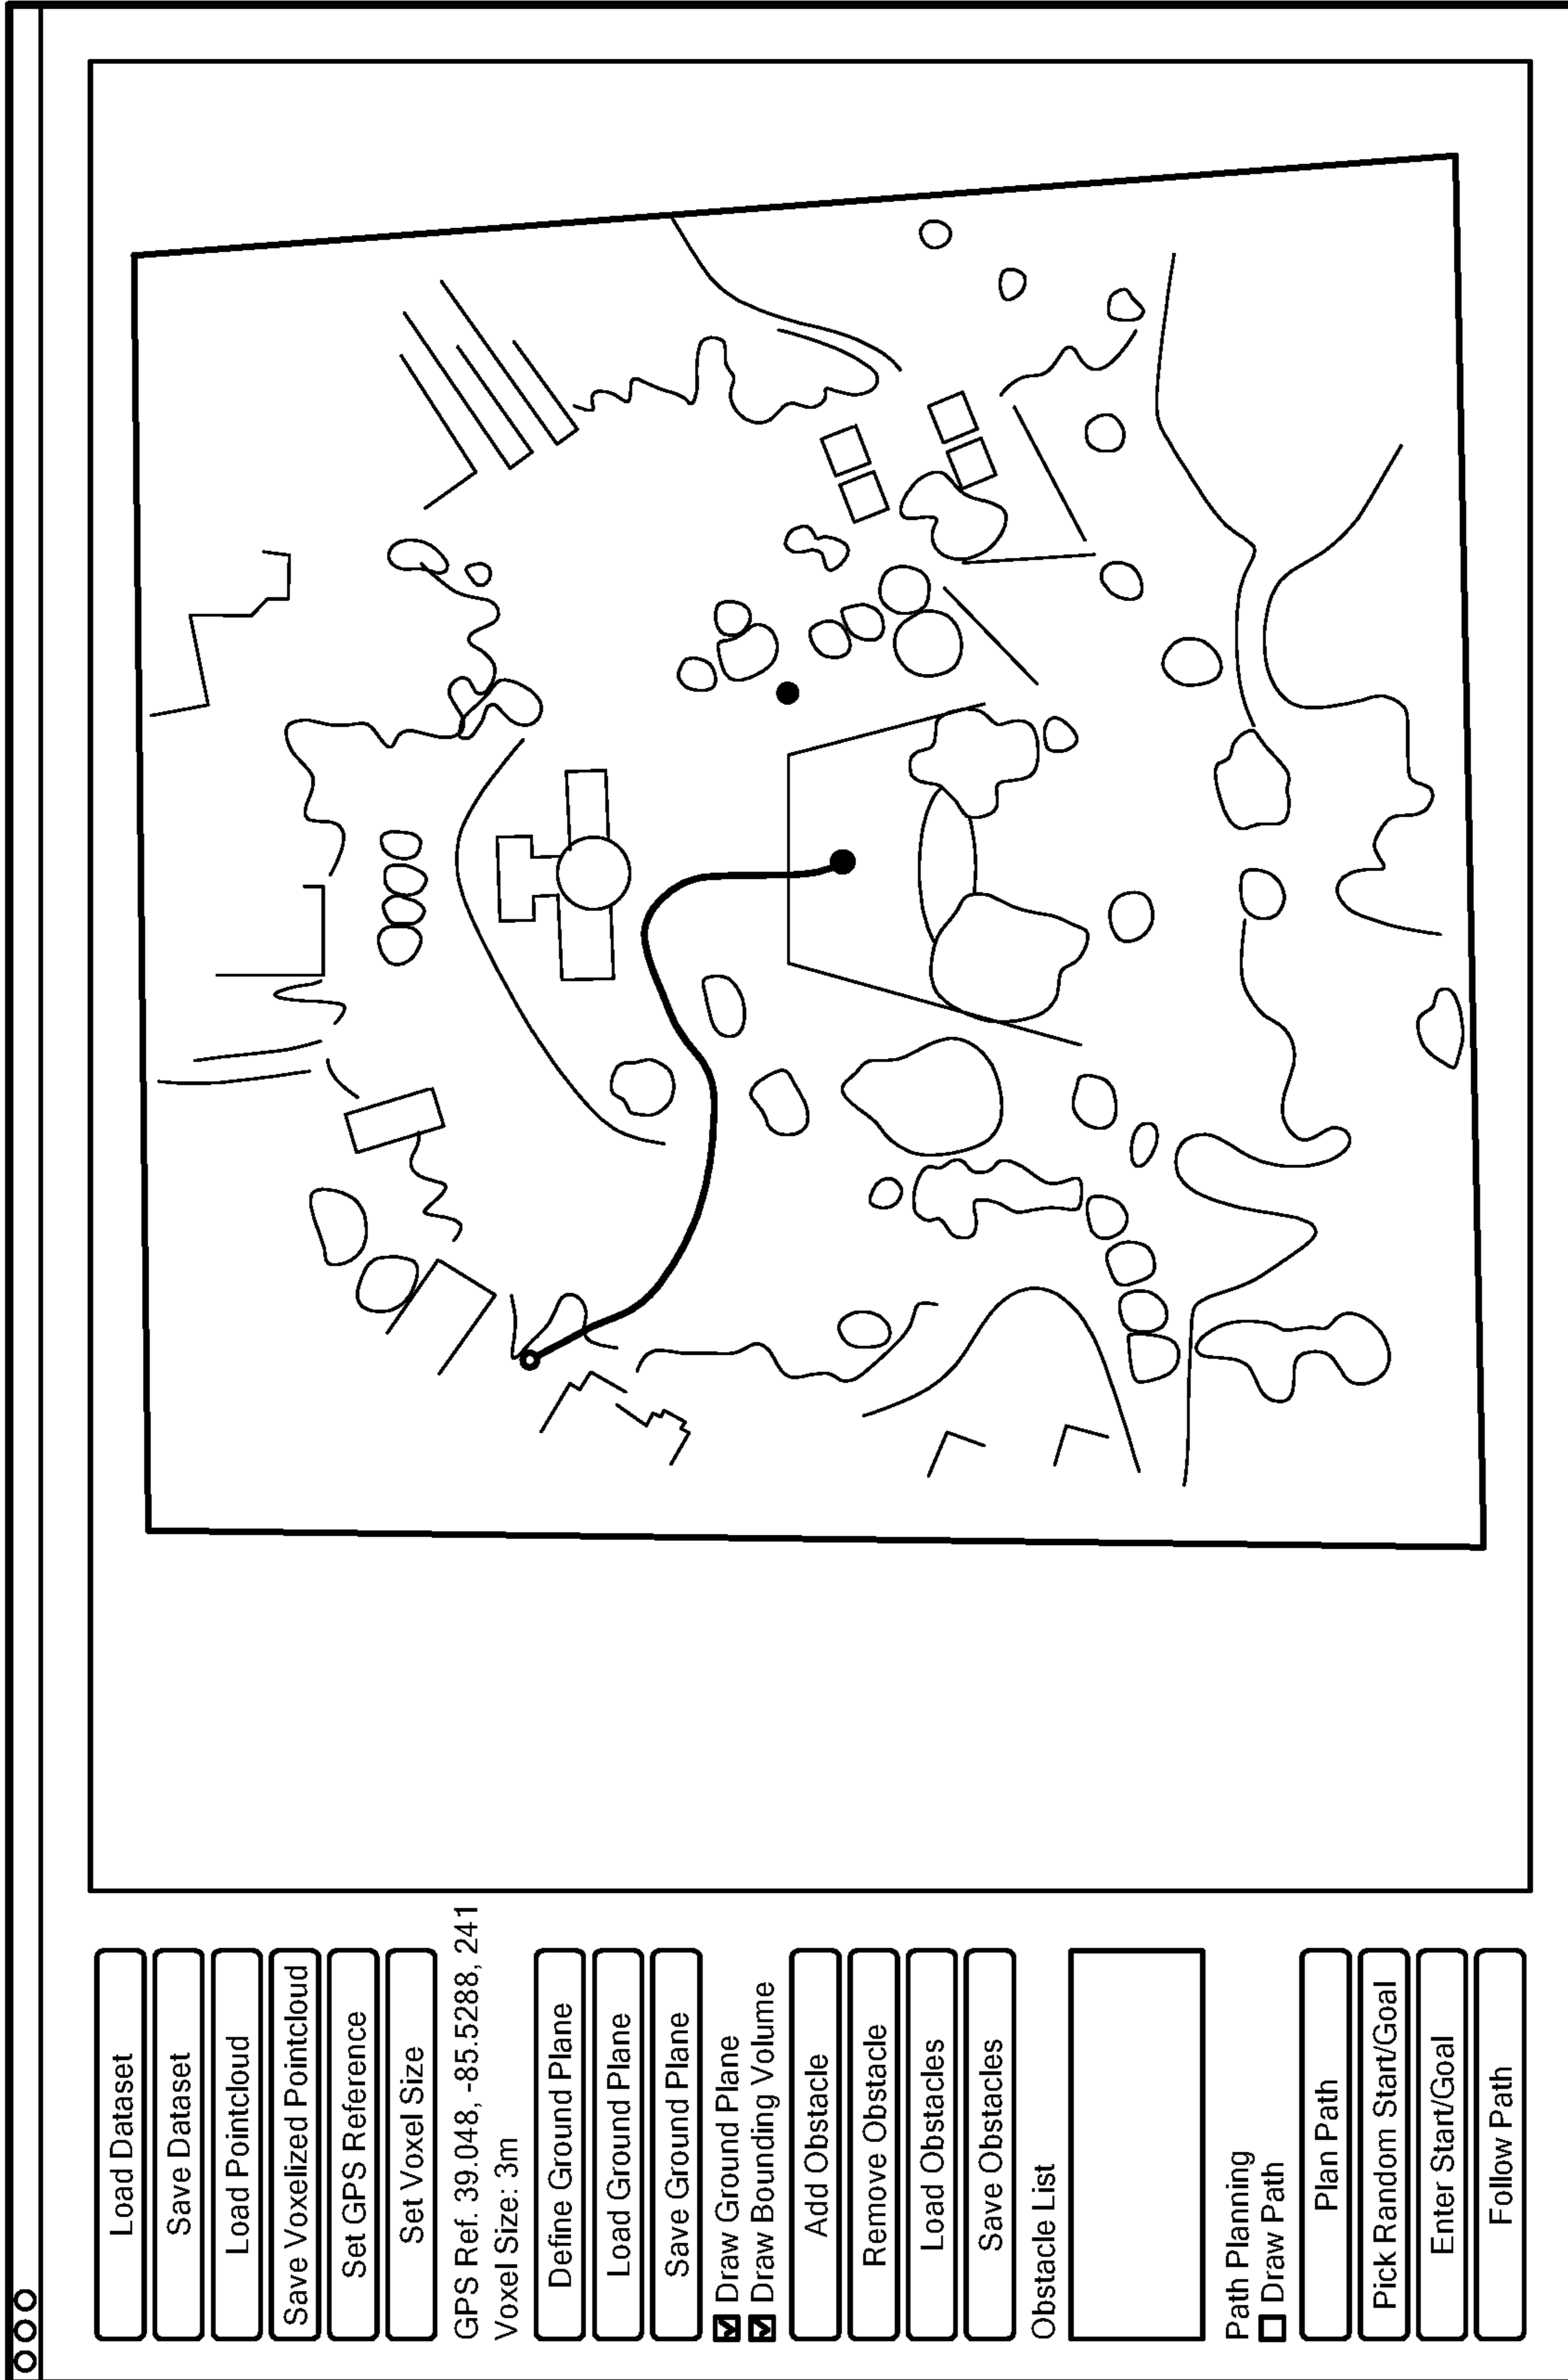 Load Dataset
Save Dataset
Load Pointcloud
Save Voxelized Pointcloud
Set GPS Reference
Set Voxel Size
GPS Ref. 39.048, -85.5288, 241
Voxel Size: 3m
Define Ground Plane
Load Ground Plane
Save Ground Plane
Draw Ground Plane
Draw Bounding Volume
Add Obstacle
Remove Obstacle
Load Obstacles
Save Obstacles
Obstacle List
Path Planning
Draw Path
Plan Path
Pick Random Start/Goal
Enter Start/Goal
Follow Path